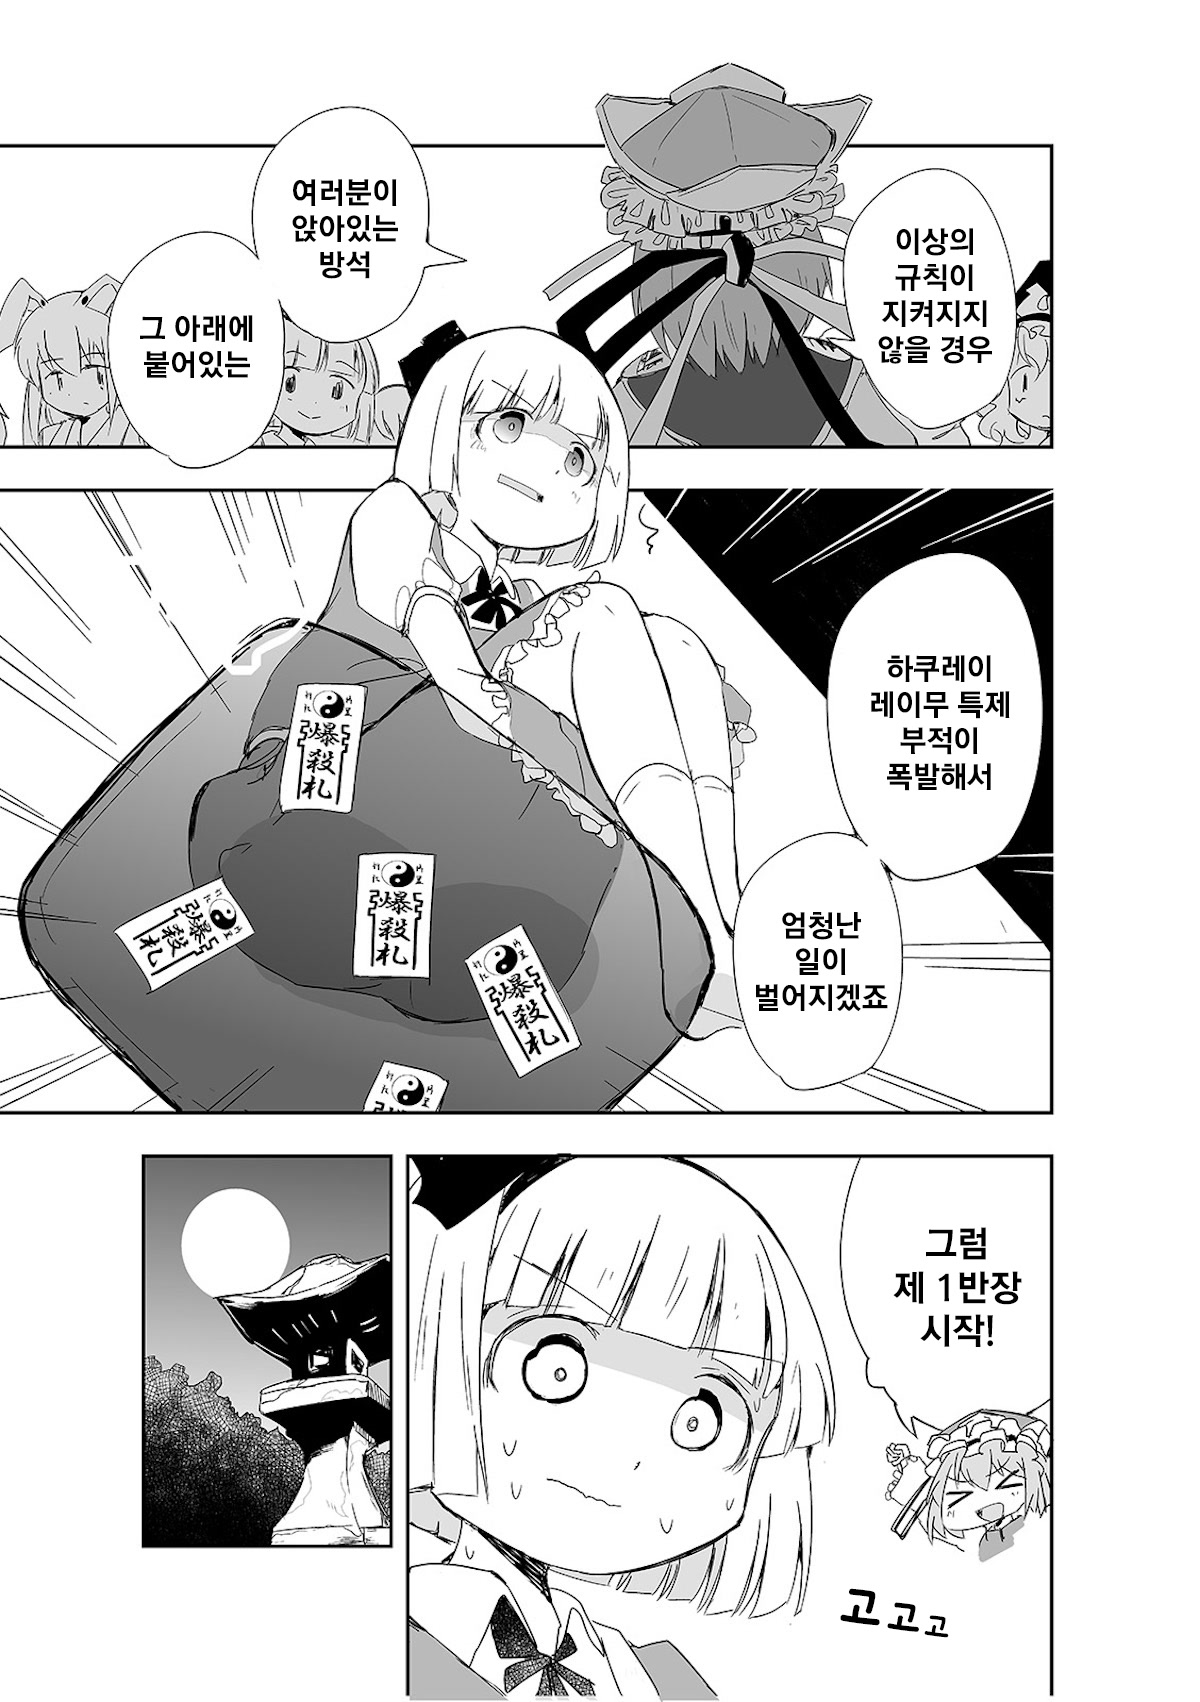 이상의
규칙이
지켜지지
않을 경우
여러분이
앉아있는
방석
그 아래에
붙어있는
하쿠레이
레이무 특제
부적이
폭발해서
엄청난
일이
벌어지겠죠
爆殺札
爆殺札
爆殺札
爆殺札
그럼
제 1반장
시작!
고고고